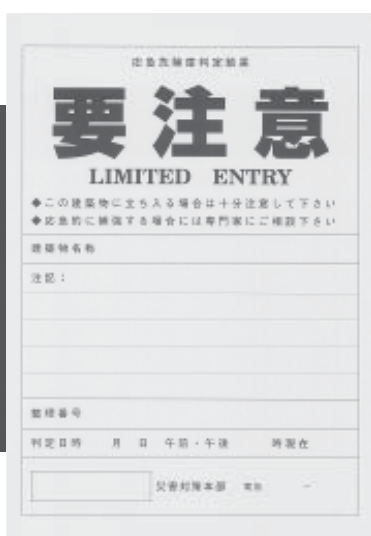 応急危険度判定結果
要注意
LIMITED ENTRY
◆この建築物に立ち入る場合は十分注意して下さい
◆応急的に補強する場合には専門家にご相談下さい
建築物名称
注記：
整理番号
判定日時 月 日 午前・午後 時現在
災害対策本部 電話 －